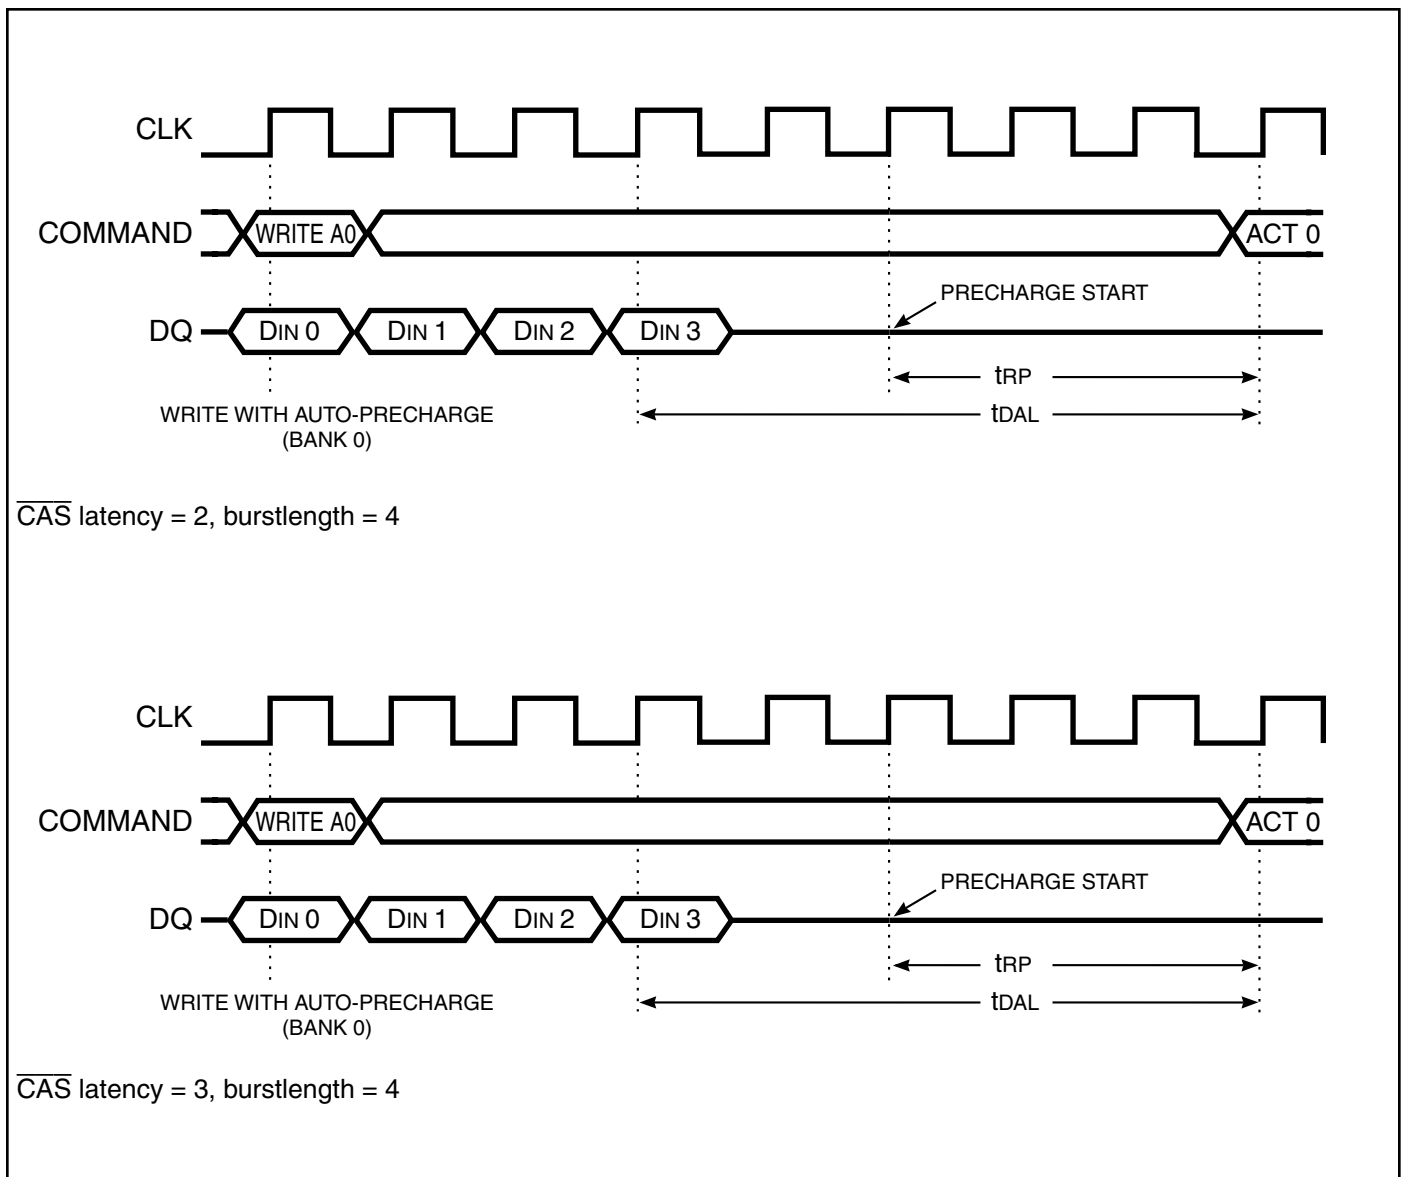 CLK
COMMAND WRITE A0 ACT 0
PRECHARGE START
DQ DIN 0 DIN 1 DIN 2 DIN 3
tRP
WRITE WITH AUTO-PRECHARGE tDAL
(BANK 0)
CAS latency = 2, burstlength = 4
CLK
COMMAND WRITE A0 ACT 0
PRECHARGE START
DQ DIN 0 DIN 1 DIN 2 DIN 3
tRP
WRITE WITH AUTO-PRECHARGE tDAL
(BANK 0)
CAS latency = 3, burstlength = 4